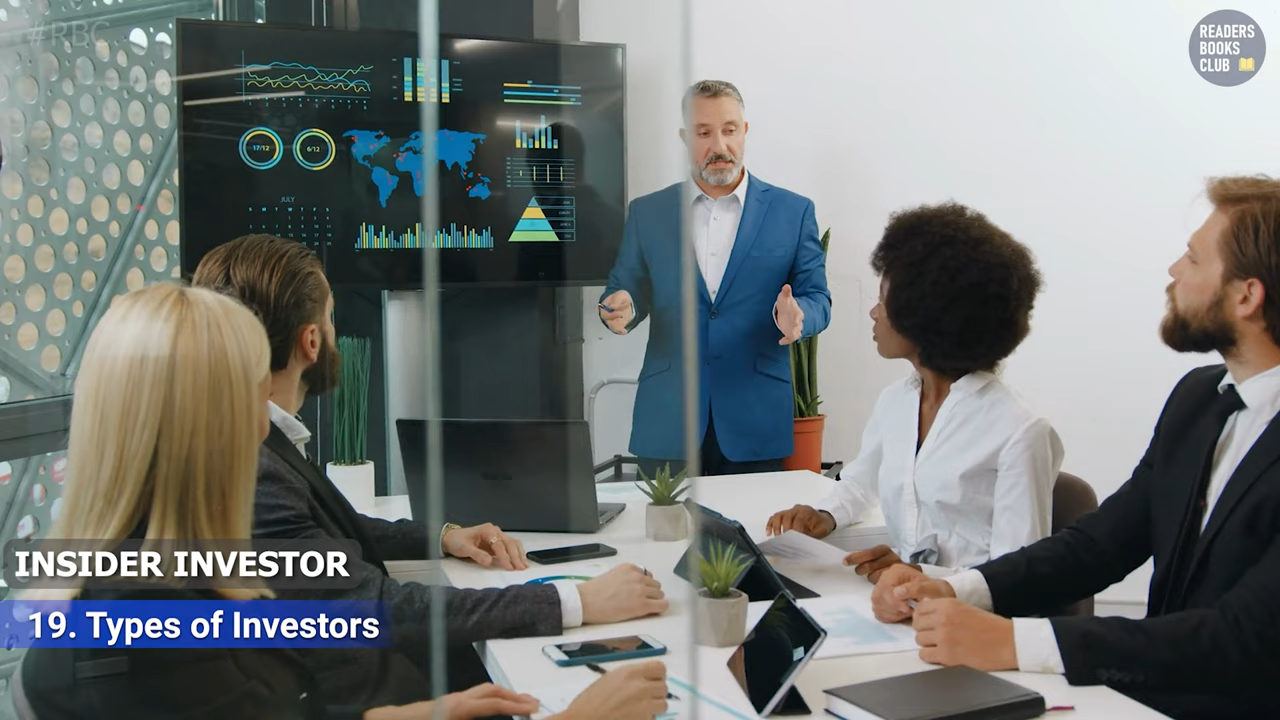 #RBC
READERS
BOOKS
CLUB
17/12
6/12
JULY
INSIDER INVESTOR
19. Types of Investors